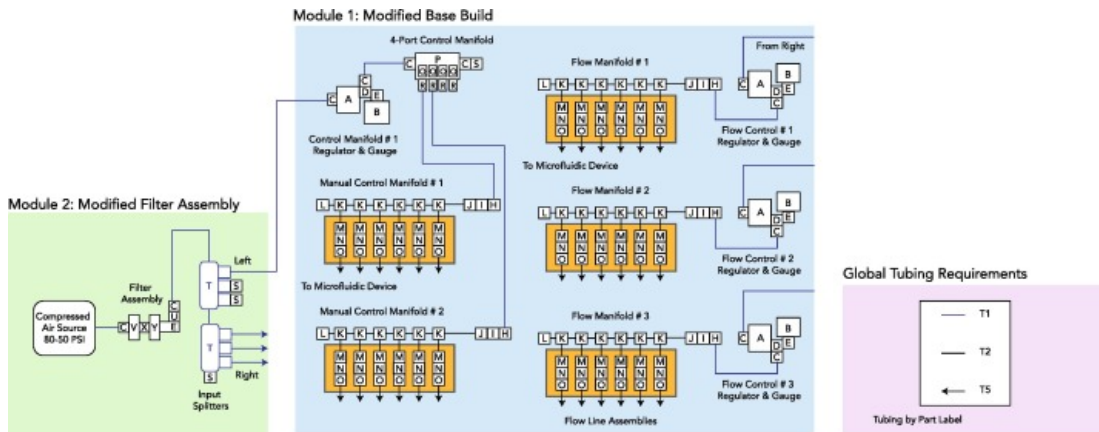 Module 1: Modified Base Build
4-Port Control Manifold
C P C S
O O O O
R R R R
C A C D E B
Control Manifold # 1
Regulator & Gauge
Manual Control Manifold # 1
L K K K K K K J I H
M M M M M M
N N N N N N
O O O O O O
To Microfluidic Device
Manual Control Manifold # 2
L K K K K K K J I H
M M M M M M
N N N N N N
O O O O O O
Flow Manifold # 1
L K K K K K K J I H
M M M M M M
N N N N N N
O O O O O O
To Microfluidic Device
From Right
C A B D E C
Flow Control # 1
Regulator & Gauge
Flow Manifold # 2
L K K K K K K J I H
M M M M M M
N N N N N N
O O O O O O
C A B D E C
Flow Control # 2
Regulator & Gauge
Flow Manifold # 3
L K K K K K K J I H
M M M M M M
N N N N N N
O O O O O O
C A B D E C
Flow Control # 3
Regulator & Gauge
Flow Line Assemblies
Module 2: Modified Filter Assembly
Compressed
Air Source
80-50 PSI
Filter
Assembly
C V X Y E D C
Left
T S S
T S
Right
Input
Splitters
Global Tubing Requirements
T1
T2
T5
Tubing by Part Label